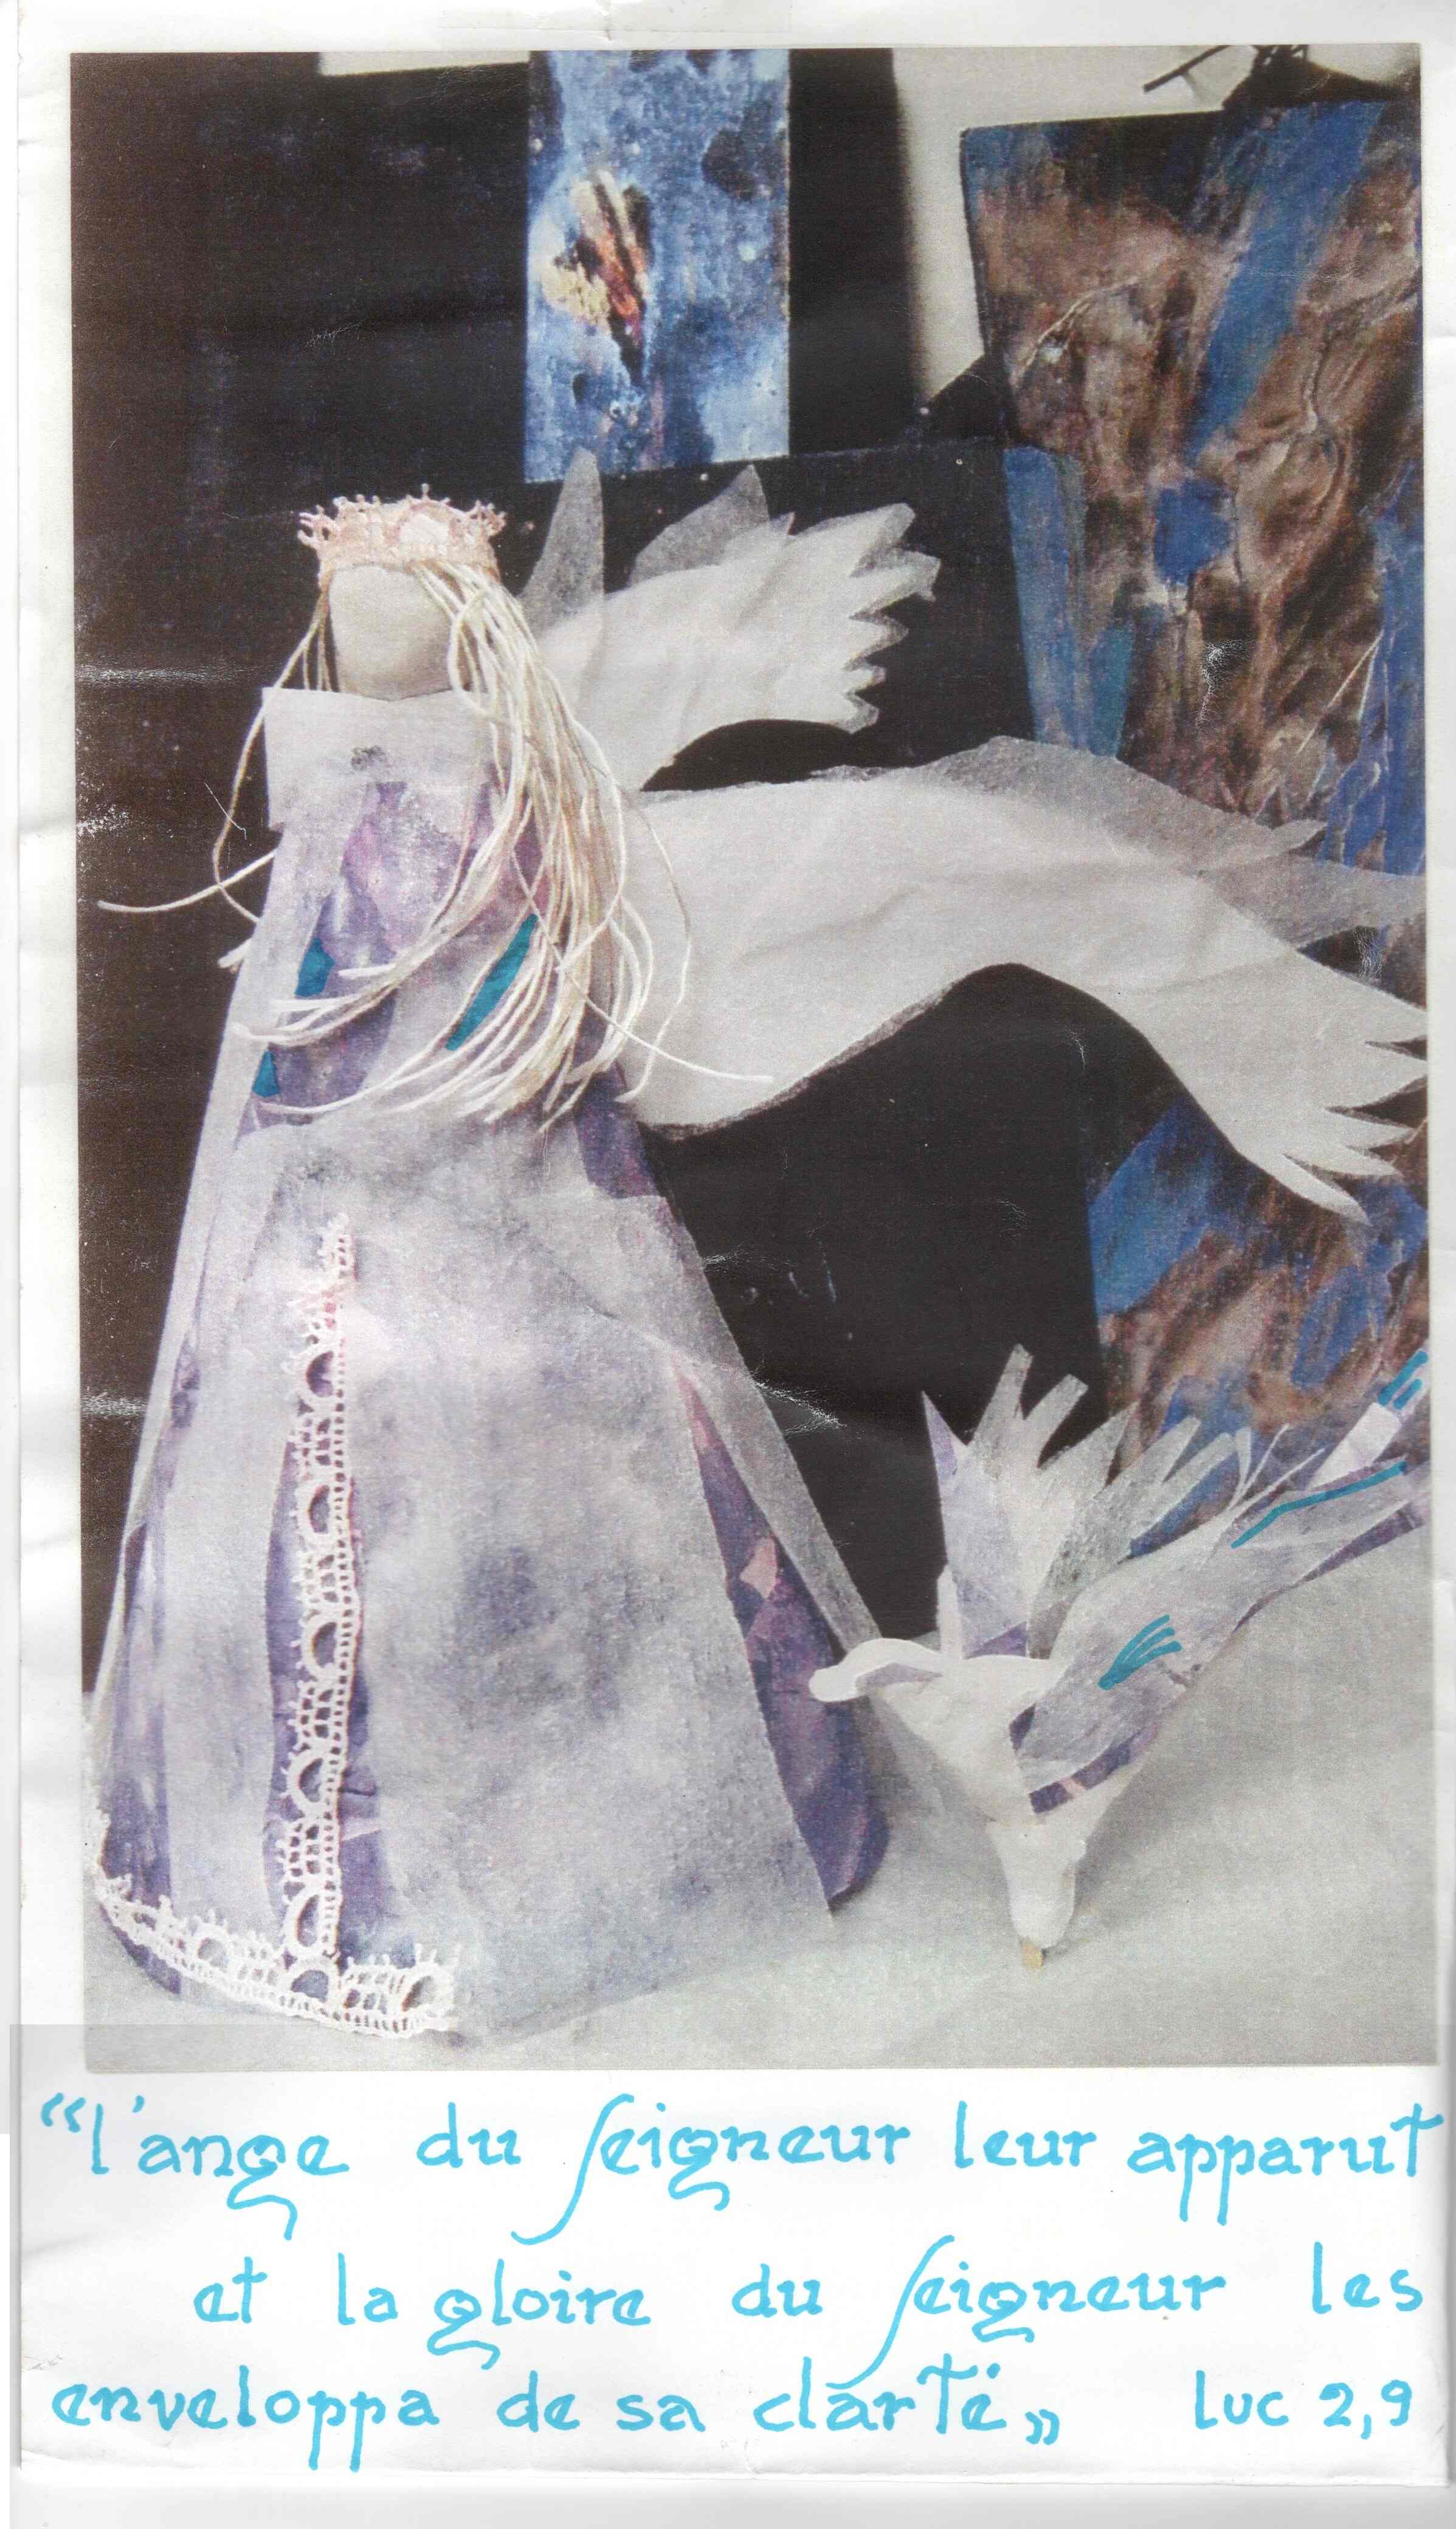 “l'ange du seigneur leur apparut
et la gloire du seigneur les
enveloppa de sa clarté„ luc 2,9